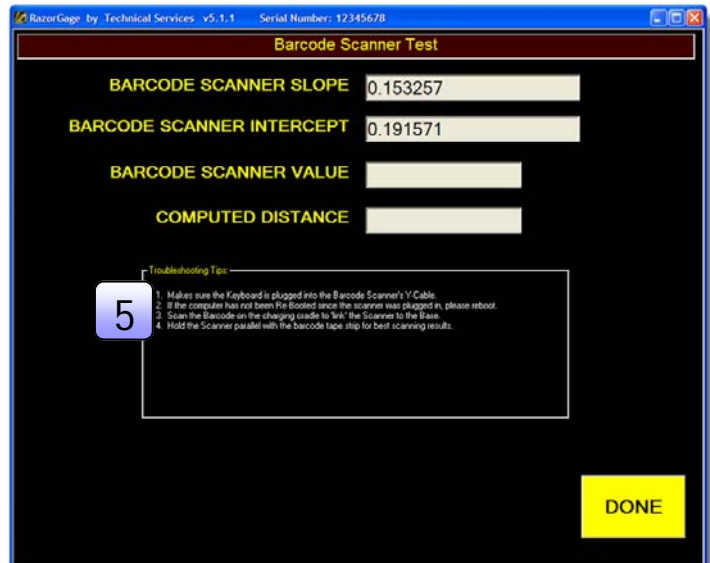 RazorGage by Technical Services v5.1.1 Serial Number: 12345678
Barcode Scanner Test
BARCODE SCANNER SLOPE 0.153257
BARCODE SCANNER INTERCEPT 0.191571
BARCODE SCANNER VALUE
COMPUTED DISTANCE
Troubleshooting Tips:
5
1. Makes sure the Keyboard is plugged into the Barcode Scanner's Y-Cable.
2. If the computer has not been Re-Booted since the scanner was plugged in, please reboot.
3. Scan the Barcode on the charging cradle to 'link' the Scanner to the Base.
4. Hold the Scanner parallel with the barcode tape strip for best scanning results.
DONE